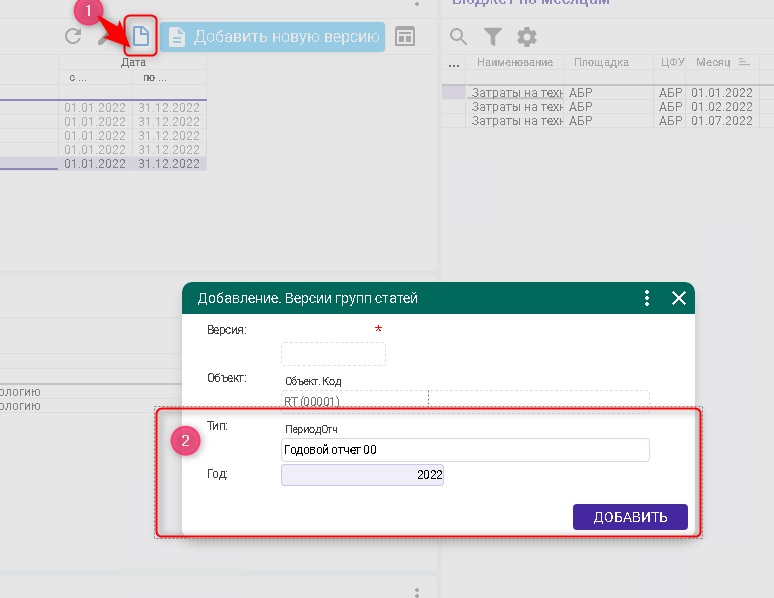 Бюджет по месяцам
1
Добавить новую версию
Дата
с ...
по ...
01.01.2022 31.12.2022
01.01.2022 31.12.2022
01.01.2022 31.12.2022
01.01.2022 31.12.2022
01.01.2022 31.12.2022
... Наименование Площадка ЦФУ Месяц
Затраты на техн АБР АБР 01.01.2022
Затраты на техн АБР АБР 01.02.2022
Затраты на техн АБР АБР 01.07.2022
ологию
ологию
Добавление. Версии групп статей
Версия: *
Объект: Объект. Код
RT (00001)
2
Тип: ПериодОтч
Годовой отчет 00
Год: 2022
ДОБАВИТЬ